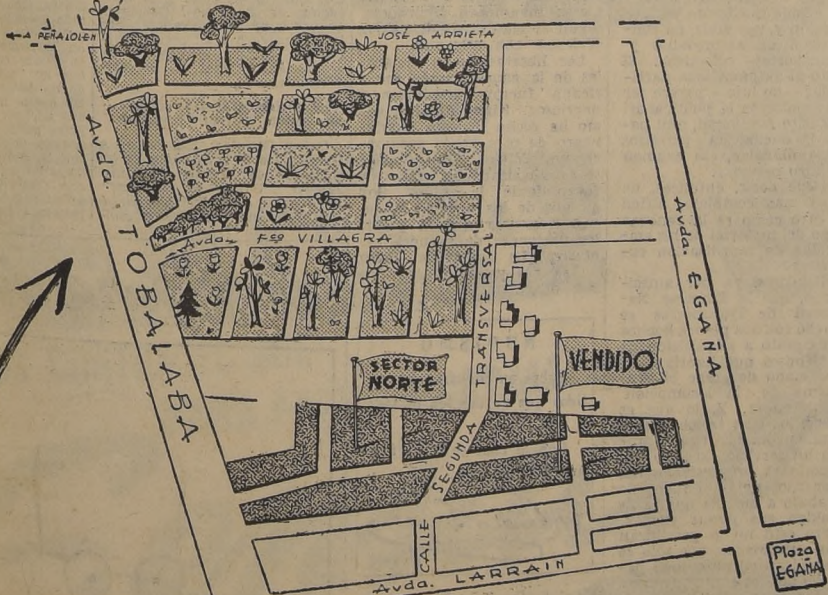 A PEÑALOLEN
JOSE ARRIETA
Avda. TOBALABA
Avda. Fco VILLAGRA
Avda. EGAÑA
SECTOR
NORTE
VENDIDO
CALLE SEGUNDA TRANSVERSAL
Avda. LARRAIN
Plaza
EGAÑA